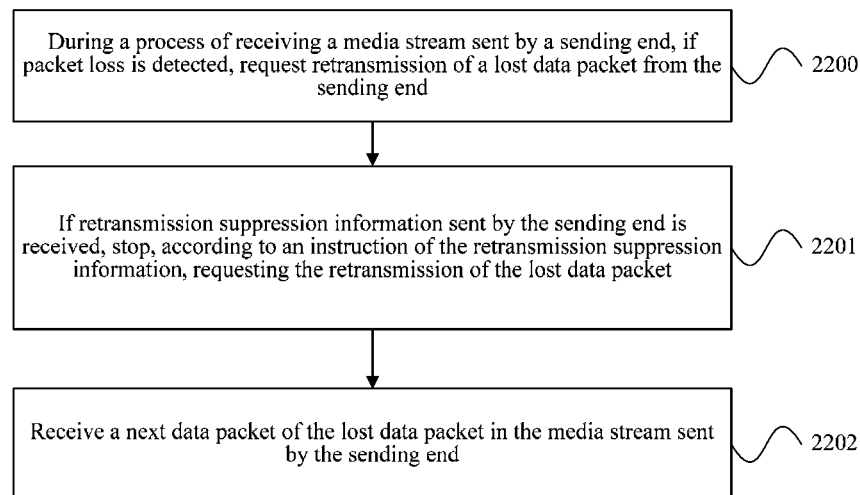 During a process of receiving a media stream sent by a sending end, if
packet loss is detected, request retransmission of a lost data packet from the
sending end
2200
If retransmission suppression information sent by the sending end is
received, stop, according to an instruction of the retransmission suppression
information, requesting the retransmission of the lost data packet
2201
Receive a next data packet of the lost data packet in the media stream sent
by the sending end
2202